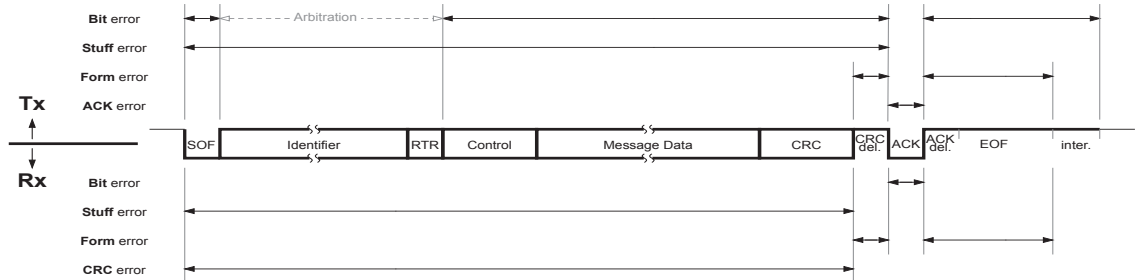 Bit error
Arbitration
Stuff error
Form error
ACK error
Tx
SOF Identifier RTR Control Message Data CRC CRC del. ACK ACK del. EOF inter.
Rx
Bit error
Stuff error
Form error
CRC error